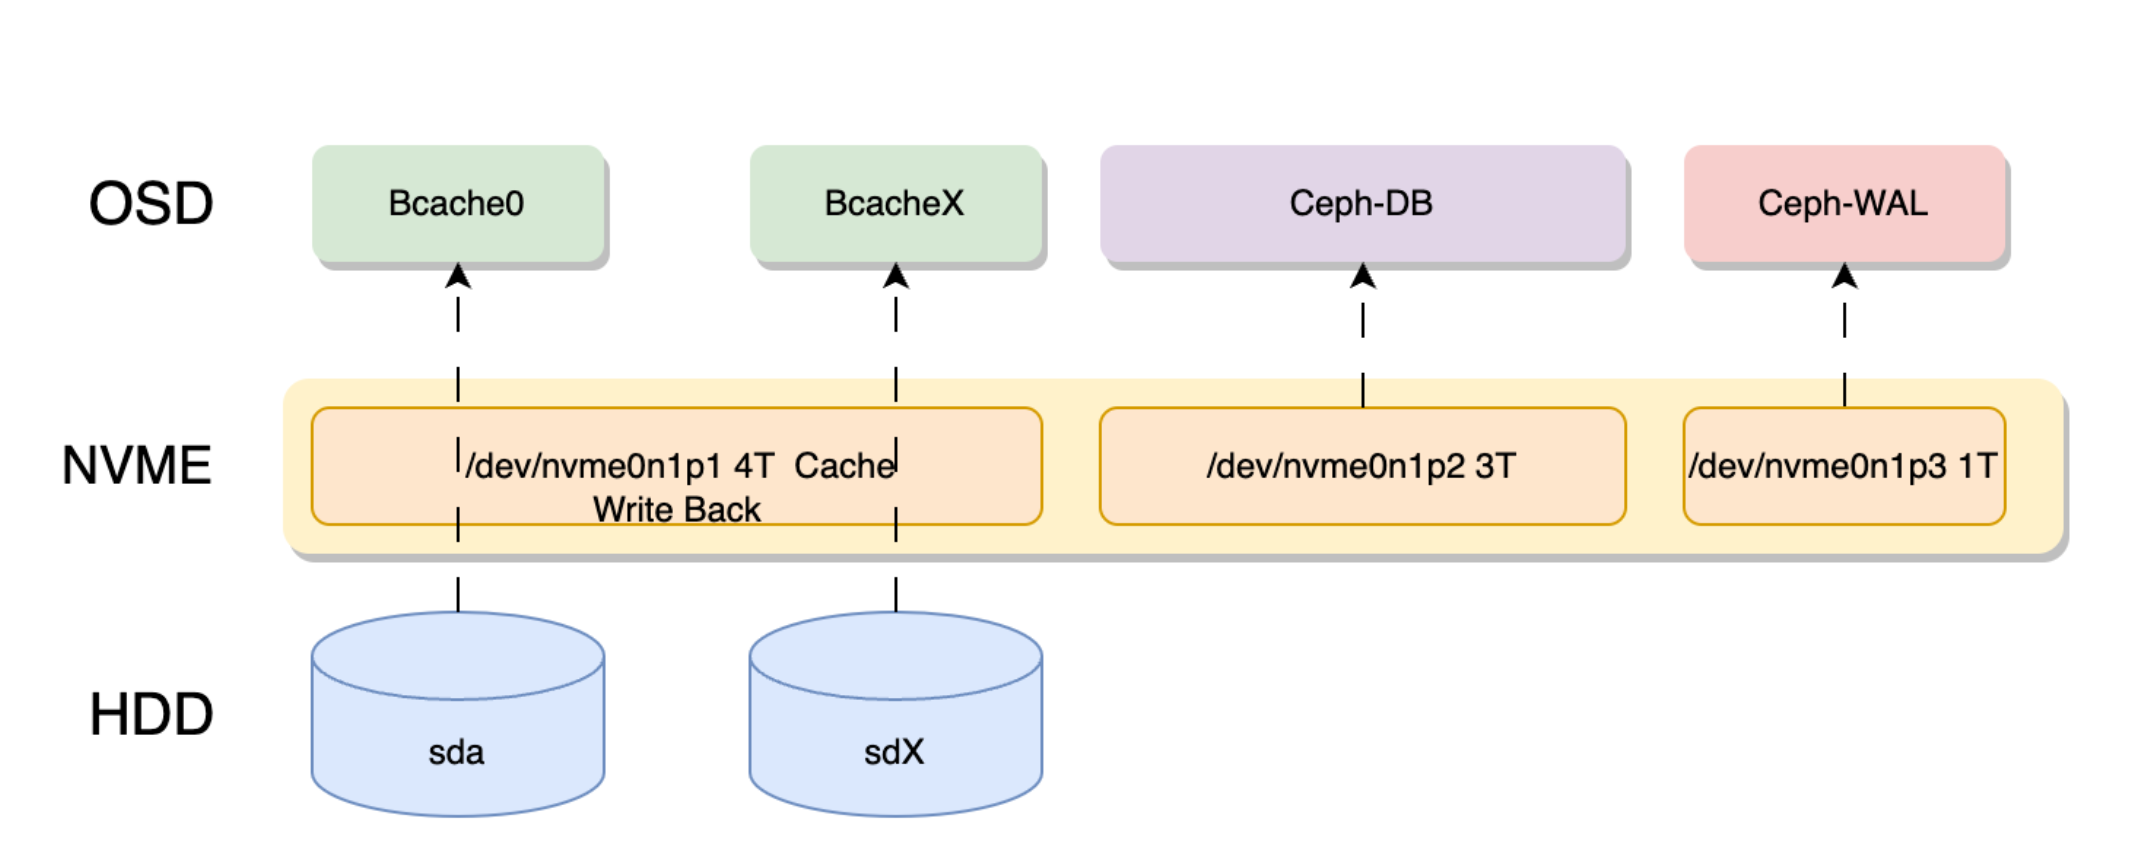 OSD
Bcache0
BcacheX
Ceph-DB
Ceph-WAL
NVME
/dev/nvme0n1p1 4T  Cache
Write Back
/dev/nvme0n1p2 3T
/dev/nvme0n1p3 1T
HDD
sda
sdX